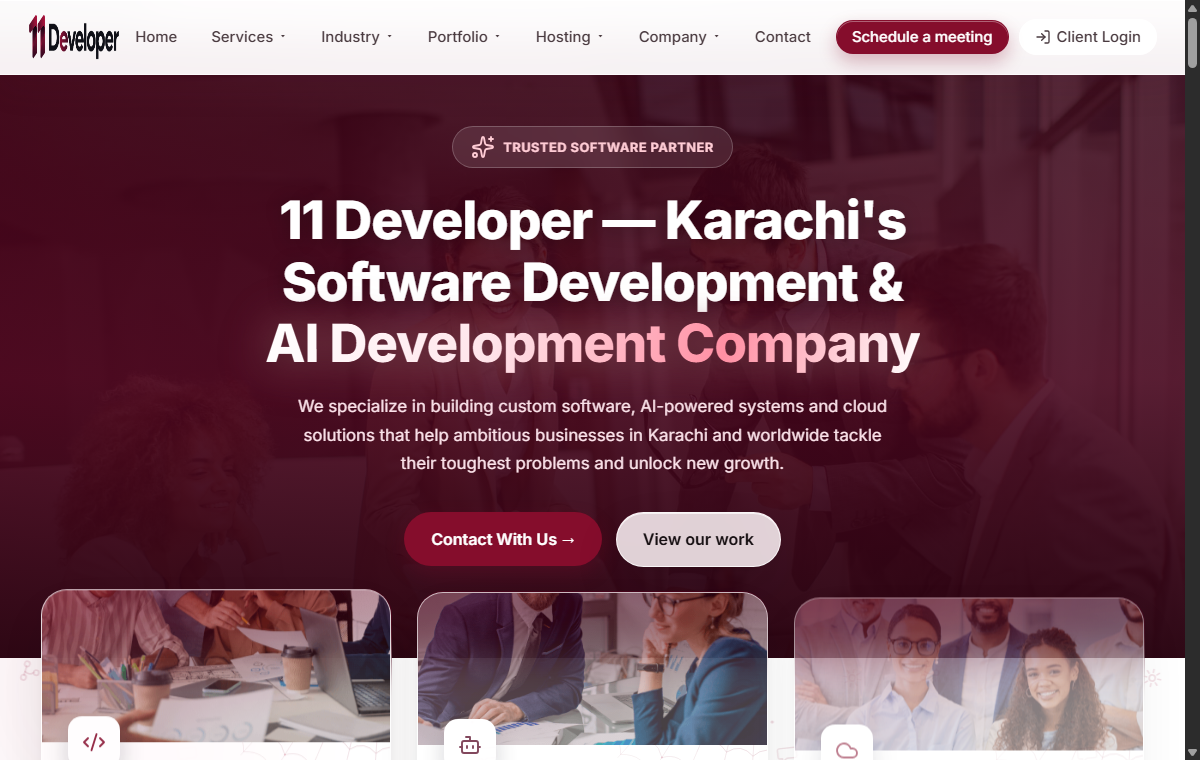 11 Developer
Home
Services
Industry
Portfolio
Hosting
Company
Contact
Schedule a meeting
Client Login
TRUSTED SOFTWARE PARTNER
11 Developer — Karachi's
Software Development &
AI Development Company
We specialize in building custom software, AI-powered systems and cloud
solutions that help ambitious businesses in Karachi and worldwide tackle
their toughest problems and unlock new growth.
Contact With Us →
View our work